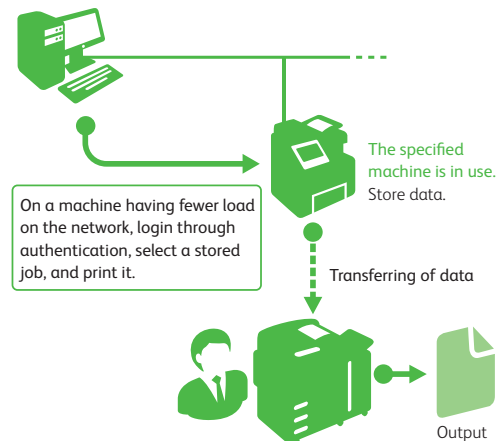 The specified
machine is in use.
Store data.
On a machine having fewer load
on the network, login through
authentication, select a stored
job, and print it.
Transferring of data
Output